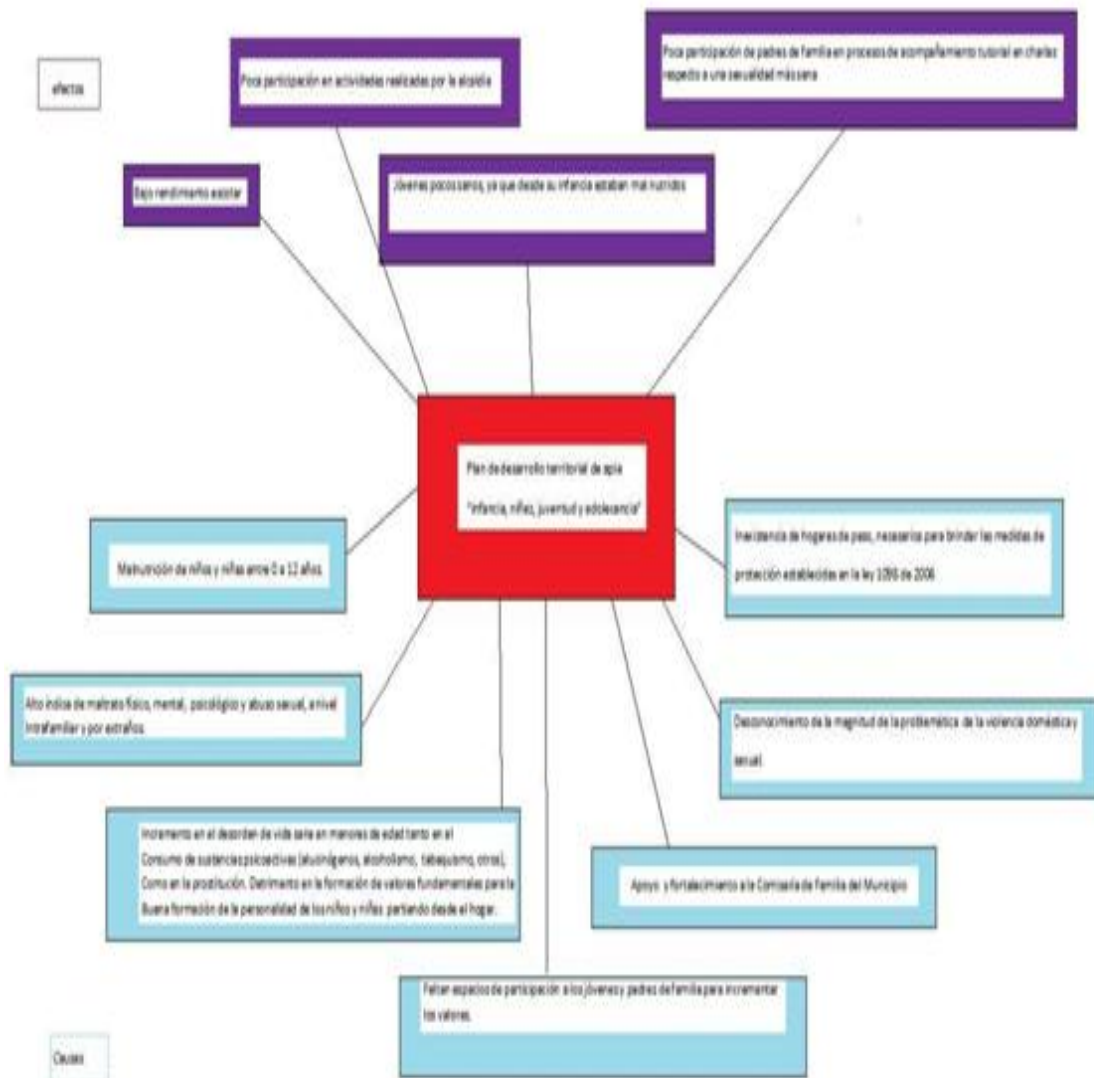 efectos
Poca participación en actividades realizadas por la alcaldia
Poca participación de padres de familia en procesos de acompañamiento tutorial en charlas
respecto a una sexualidad más sana
Bajo rendimiento escolar
Jóvenes pocos sanos, ya que desde su infancia estaban mal nutridos
Plan de desarrollo territorial de apia
"infancia, niñez, juventud y adolescencia"
Malnutrición de niños y niñas entre 0 a 12 años.
Inexistencia de hogares de paso, necesarios para brindar las medidas de
protección establecidas en la ley 1098 de 2006
Alto índice de maltrato físico, mental, psicológico y abuso sexual, a nivel
Intrafamiliar y por extraños.
Desconocimiento de la magnitud de la problemática de la violencia doméstica y
sexual.
Incremento en el desorden de vida sana en menores de edad tanto en el
Consumo de sustancias psicoactivas (alucinógenos, alcoholismo, tabaquismo, otros),
Como en la prostitución. Detrimento en la formación de valores fundamentales para la
Buena formación de la personalidad de los niños y niñas partiendo desde el hogar.
Apoyo y fortalecimiento a la Comisaría de Familia del Municipio
Faltan espacios de participación a los jóvenes y padres de familia para incrementar
los valores.
Causas